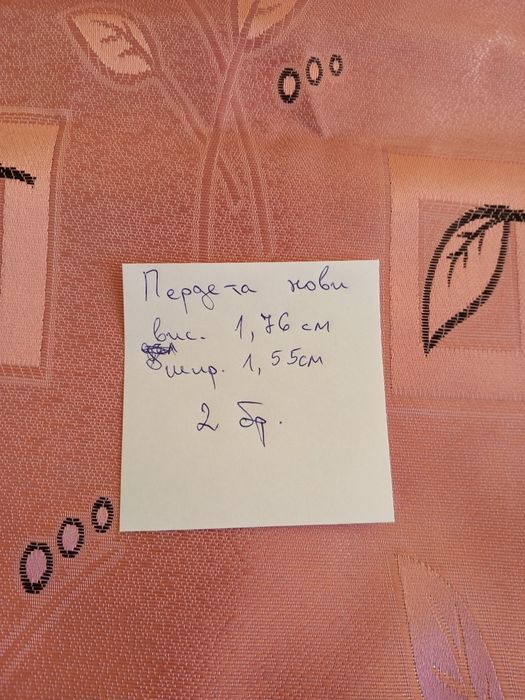 Пердета нови
вис. 1,76 см
шир. 1,55см
2 бр.